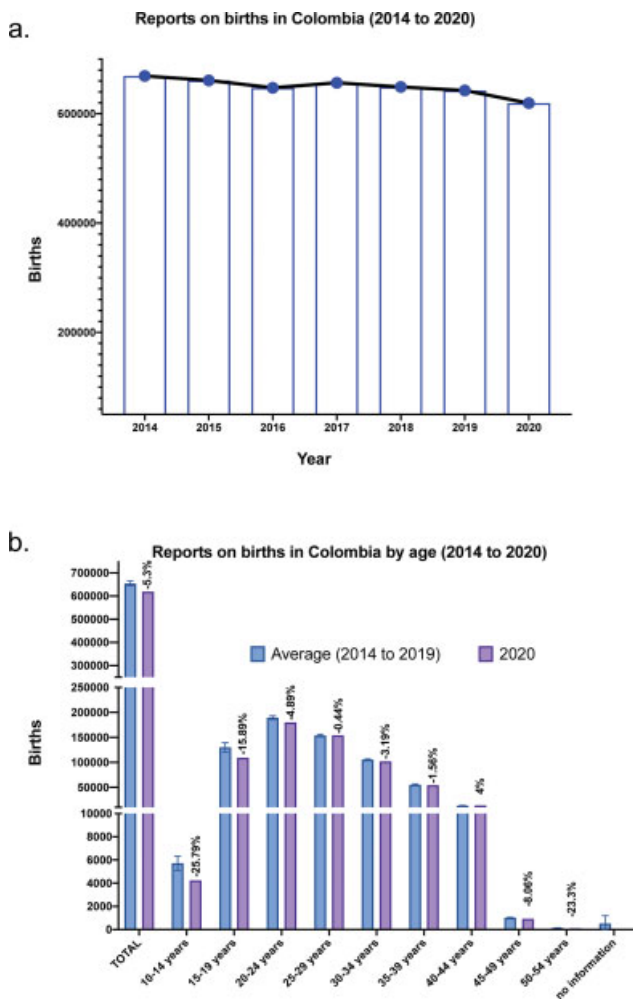 a.
Reports on births in Colombia (2014 to 2020)
600000
400000
200000
Births
2014 2015 2016 2017 2018 2019 2020
Year
b.
Reports on births in Colombia by age (2014 to 2020)
700000
600000
500000
400000
300000
250000
200000
150000
100000
50000
10000
8000
6000
4000
2000
0
Births
Average (2014 to 2019) 2020
-5.3%
-25.79%
-15.89%
-4.89%
-0.44%
-3.19%
-1.56%
4%
-8.06%
-23.3%
TOTAL
10-14 years
15-19 years
20-24 years
25-29 years
30-34 years
35-39 years
40-44 years
45-49 years
50-54 years
no information